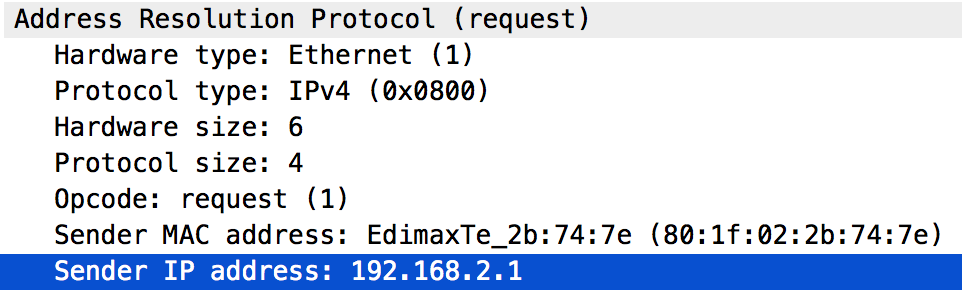 Address Resolution Protocol (request)
Hardware type: Ethernet (1)
Protocol type: IPv4 (0x0800)
Hardware size: 6
Protocol size: 4
Opcode: request (1)
Sender MAC address: EdimaxTe_2b:74:7e (80:1f:02:2b:74:7e)
Sender IP address: 192.168.2.1